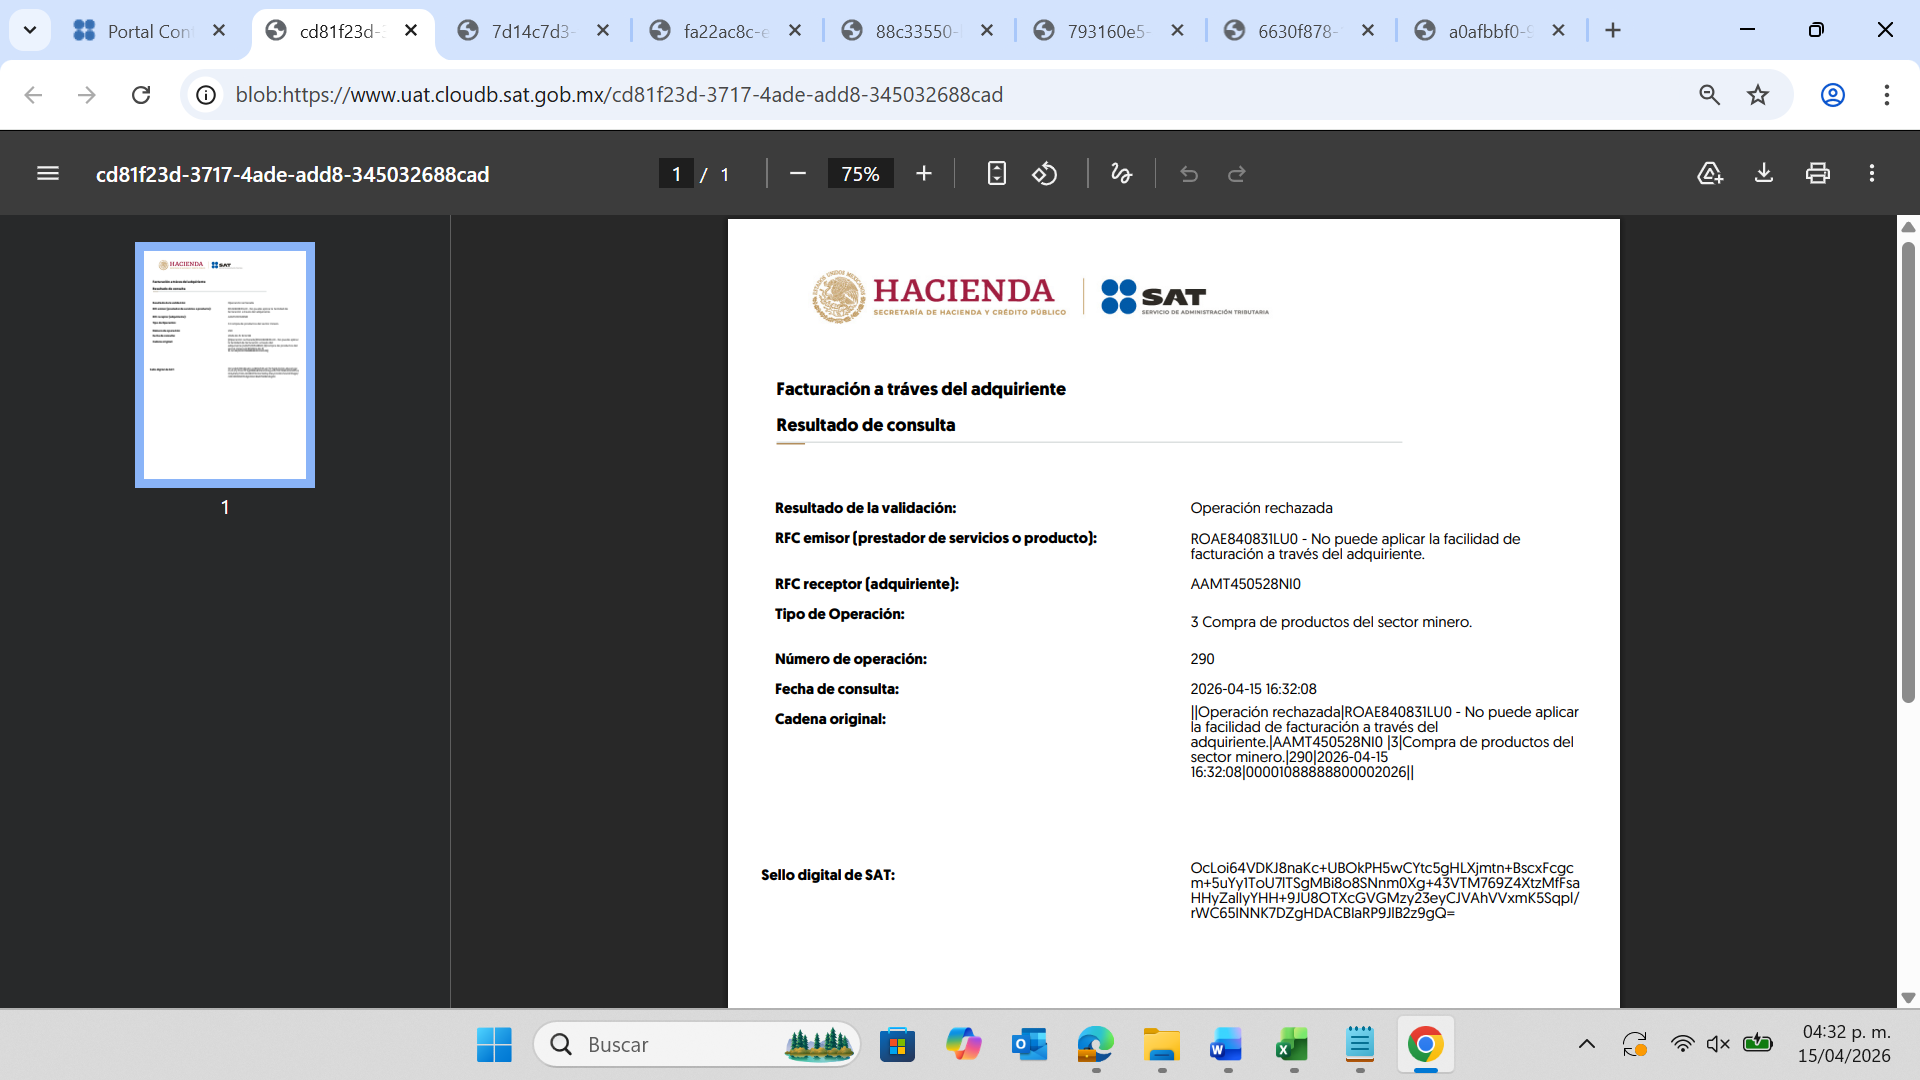 Portal Con
cd81f23d-3
7d14c7d3-
fa22ac8c-e
88c33550-
793160e5-
6630f878-
a0afbbf0-9
blob:https://www.uat.cloudb.sat.gob.mx/cd81f23d-3717-4ade-add8-345032688cad
cd81f23d-3717-4ade-add8-345032688cad
1 / 1
75%
1
HACIENDA
SECRETARÍA DE HACIENDA Y CRÉDITO PÚBLICO
SAT
SERVICIO DE ADMINISTRACIÓN TRIBUTARIA
Facturación a tráves del adquiriente
Resultado de consulta
Resultado de la validación: Operación rechazada
RFC emisor (prestador de servicios o producto): ROAE840831LU0 - No puede aplicar la facilidad de
facturación a través del adquiriente.
RFC receptor (adquiriente): AAMT450528NI0
Tipo de Operación: 3 Compra de productos del sector minero.
Número de operación: 290
Fecha de consulta: 2026-04-15 16:32:08
Cadena original: ||Operación rechazada|ROAE840831LU0 - No puede aplicar
la facilidad de facturación a través del
adquiriente.|AAMT450528NI0 |3|Compra de productos del
sector minero.|290|2026-04-15
16:32:08|00001088888800002026||
Sello digital de SAT: OcLoi64VDKJ8naKc+UBOkPH5wCYtc5gHLXjmtn+BscxFcgc
m+5uYy1ToU7lTSgMBi8o8SNnm0Xg+43VTM769Z4XtzMfFsa
HHyZallyYHH+9JU8OTXcGVGMzy23eyCJVAhVVxmK5Sqpl/
rWC65INNK7DZgHDACBlaRP9JlB2z9gQ=
Buscar
04:32 p. m.
15/04/2026